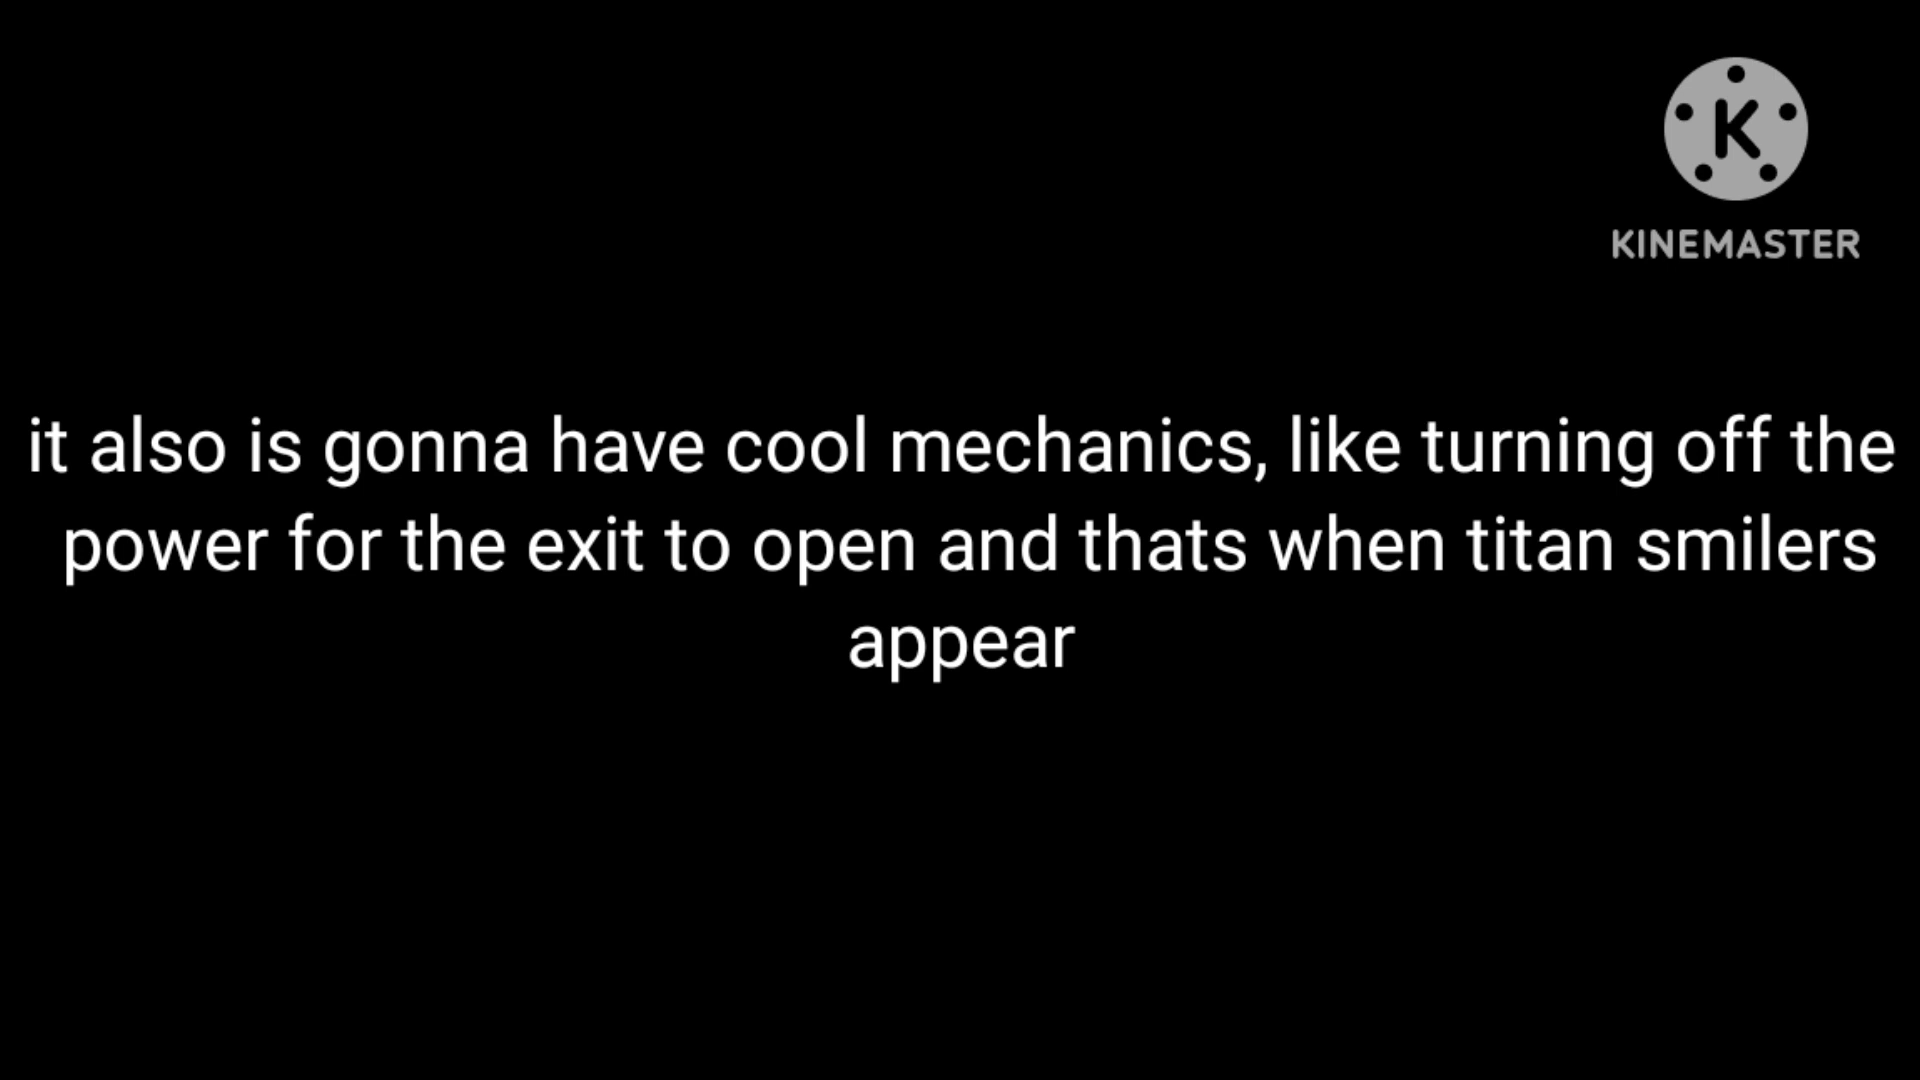 K
KINEMASTER
it also is gonna have cool mechanics, like turning off the
power for the exit to open and thats when titan smilers
appear